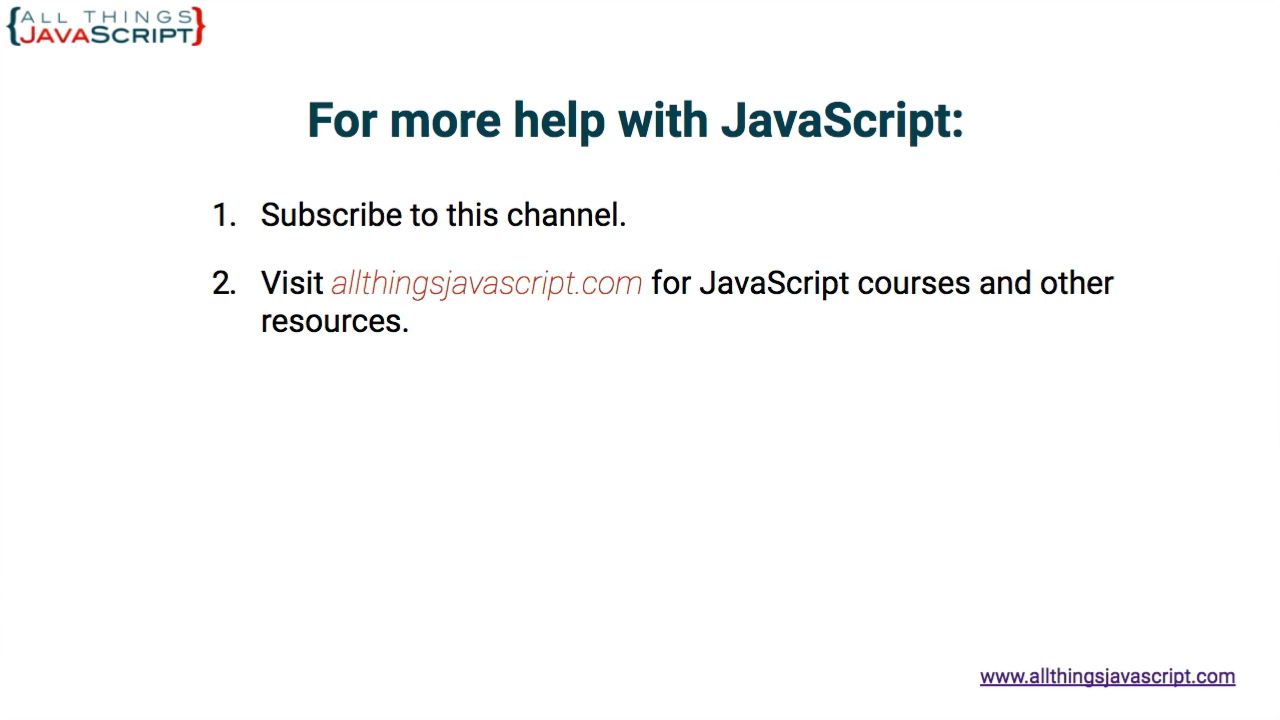 {ALL THINGS
JAVASCRIPT}
For more help with JavaScript:
1. Subscribe to this channel.
2. Visit allthingsjavascript.com for JavaScript courses and other
resources.
www.allthingsjavascript.com